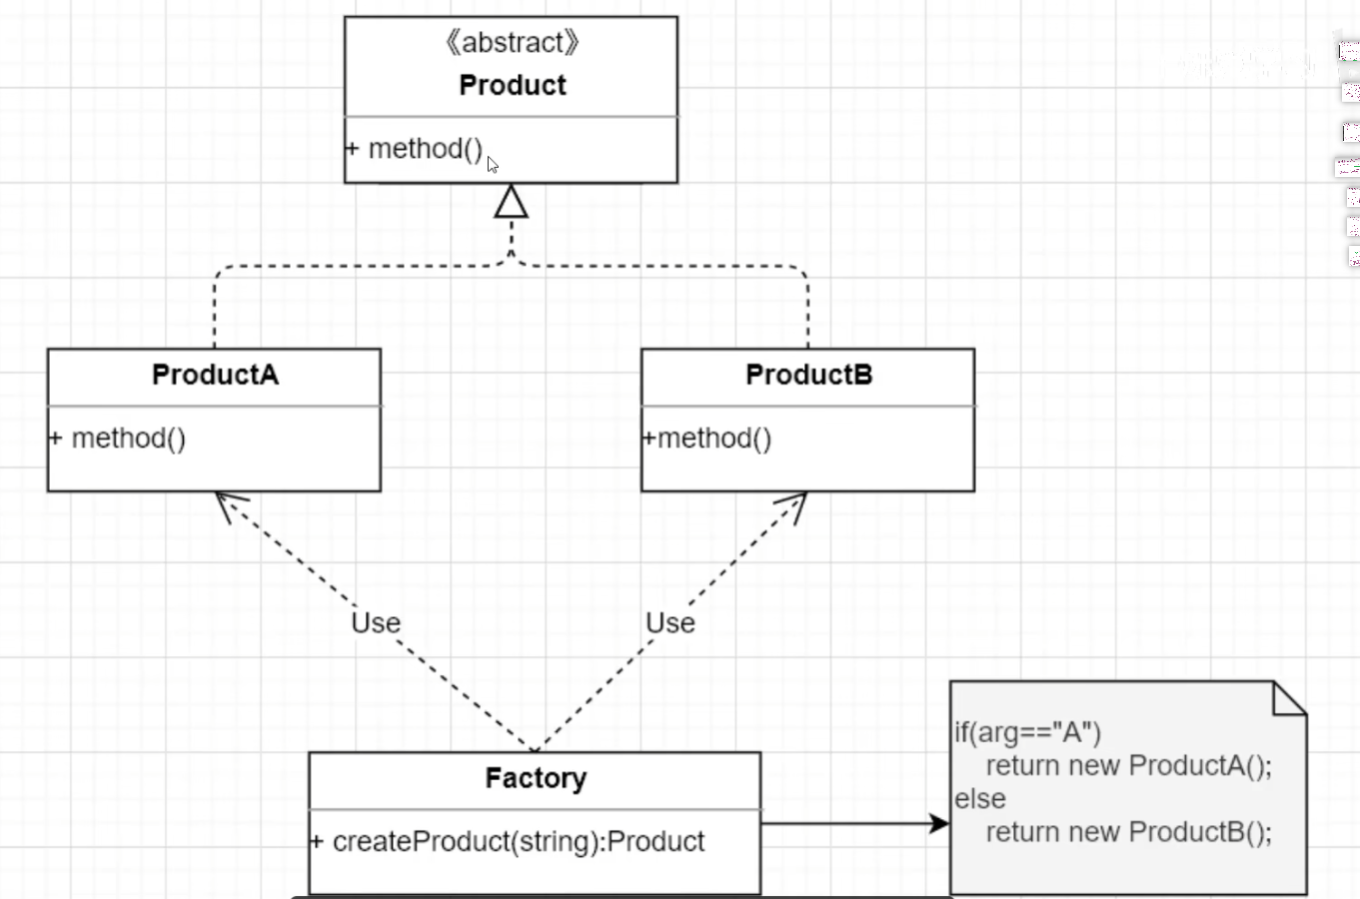 《abstract》
Product
+ method()
ProductA
+ method()
ProductB
+method()
Use
Use
Factory
+ createProduct(string):Product
if(arg=="A")
return new ProductA();
else
return new ProductB();